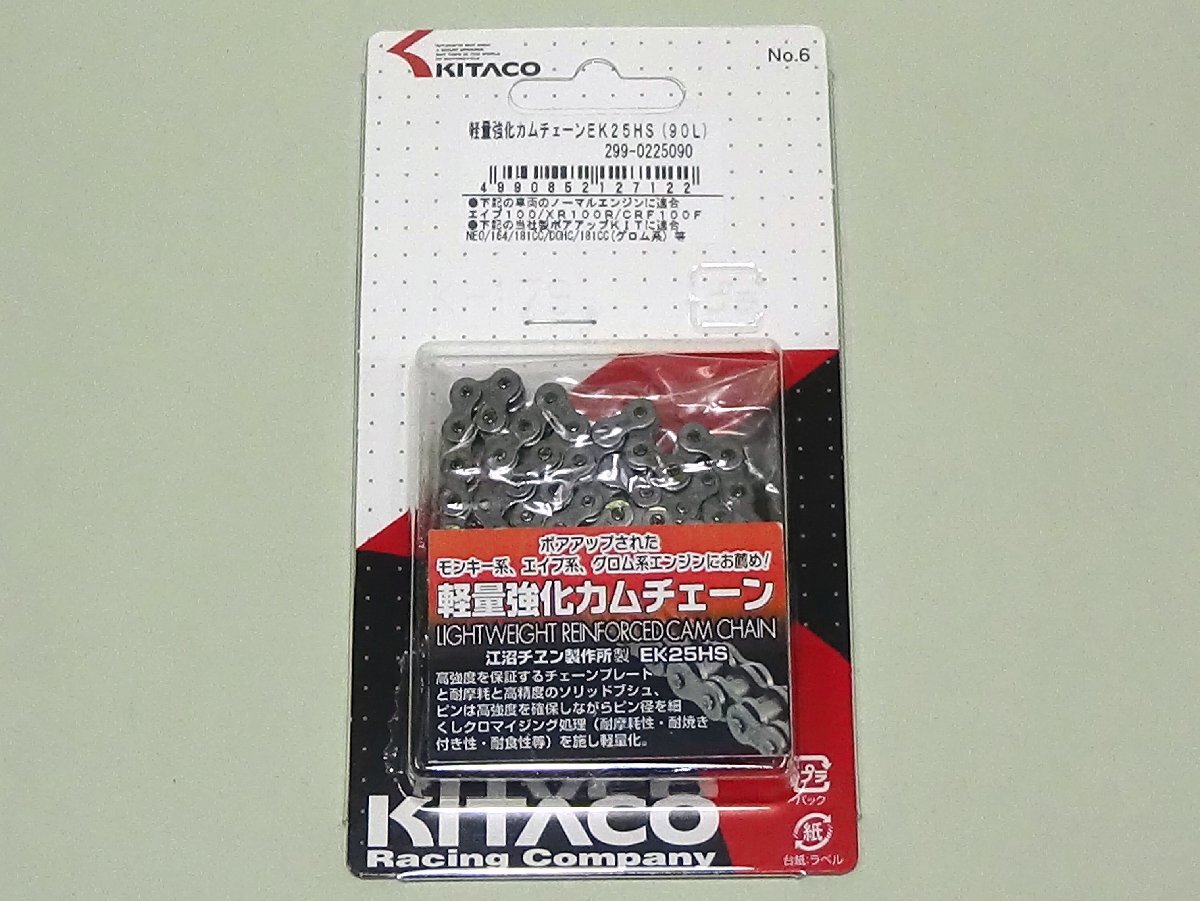 KITACO
No.6
軽量強化カムチェーンEK25HS(90L)
299-0225090
4990852127122
●下記の車両のノーマルエンジンに適合
エイプ100/XR100R/CRF100F
●下記の当社製ボアアップKITに適合
NEO/164/181CC/DOHC/181CC(グロム系) 等
ボアアップされた
モンキー系、エイプ系、グロム系エンジンにお薦め!
軽量強化カムチェーン
LIGHTWEIGHT REINFORCED CAM CHAIN
江沼チヱン製作所製 EK25HS
高強度を保証するチェーンプレート
と耐摩耗と高精度のソリッドブシュ、
ピンは高強度を確保しながらピン径を細
くしクロマイジング処理（耐摩耗性・耐焼き
付き性・耐食性等）を施し軽量化。
プラ
パック
紙
台紙:ラベル
KITACO
Racing Company